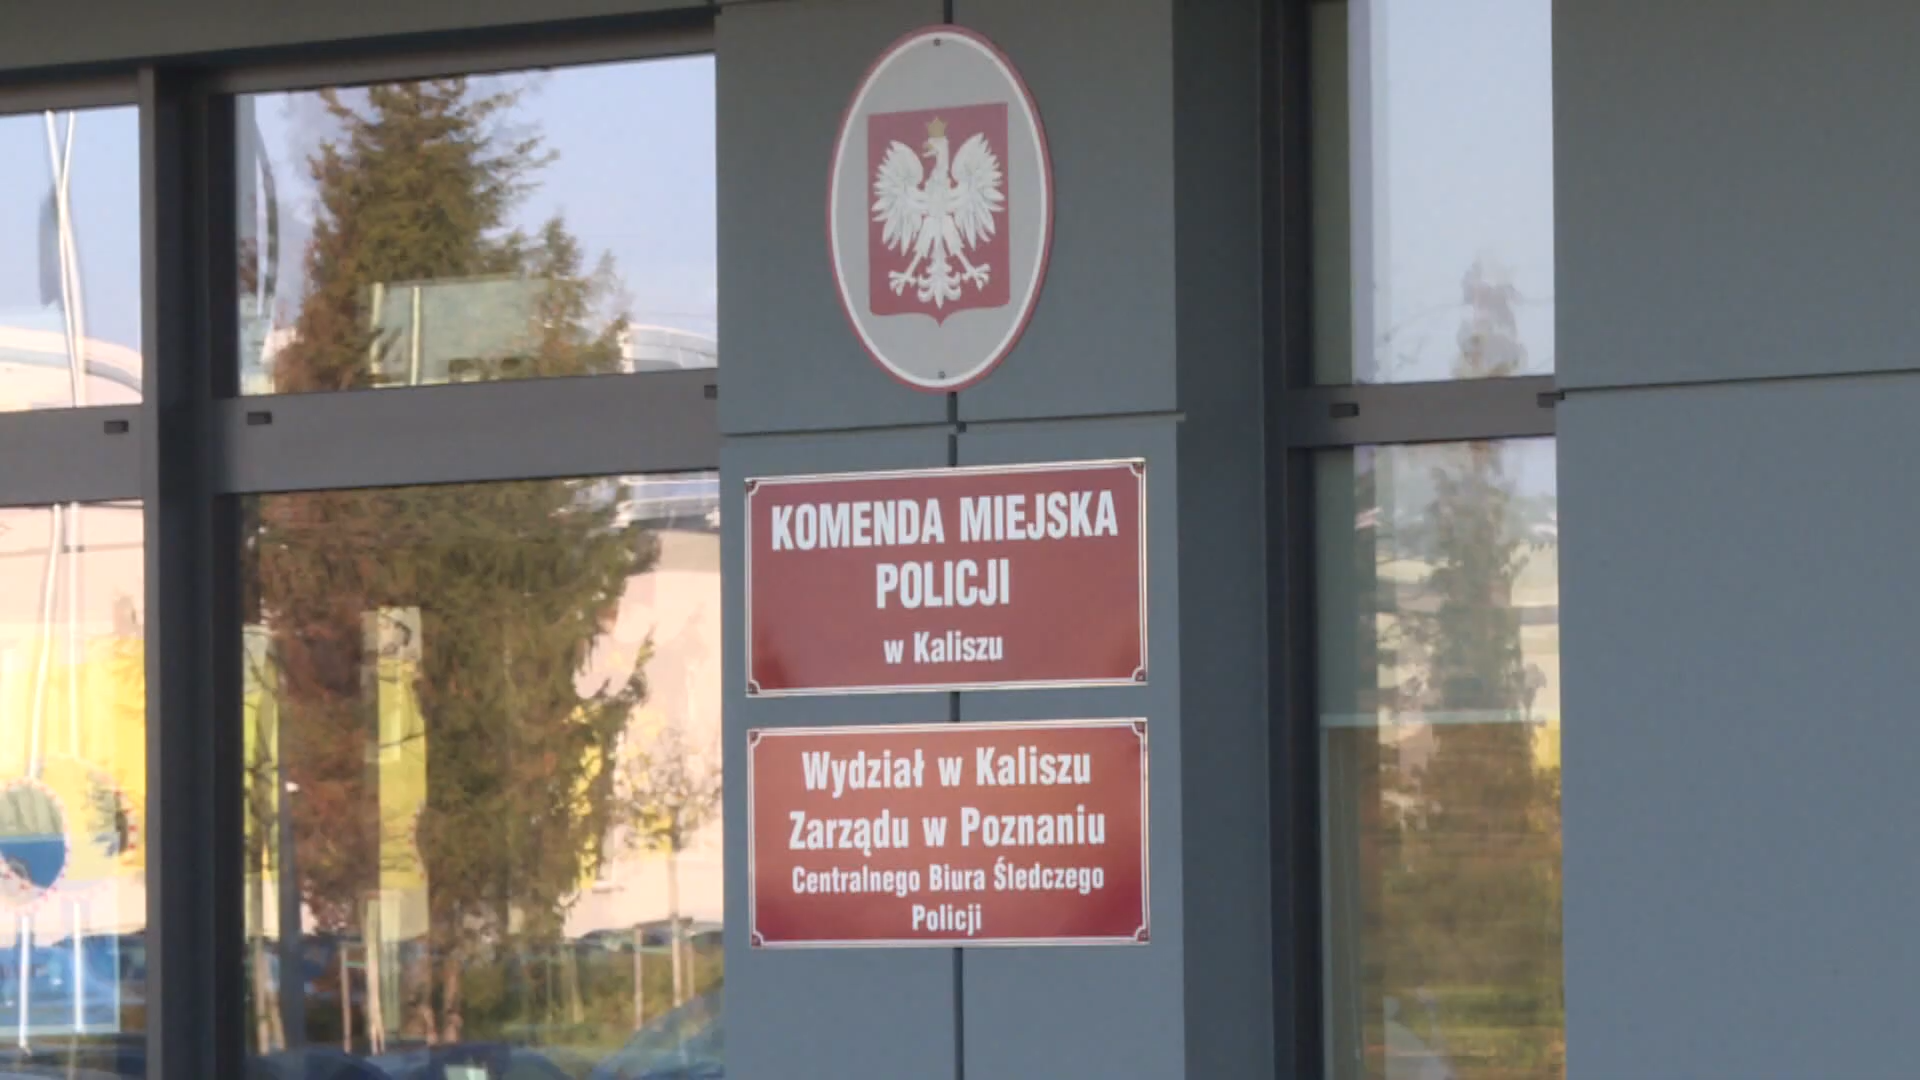 KOMENDA MIEJSKA
POLICJI
w Kaliszu
Wydział w Kaliszu
Zarządu w Poznaniu
Centralnego Biura Śledczego
Policji